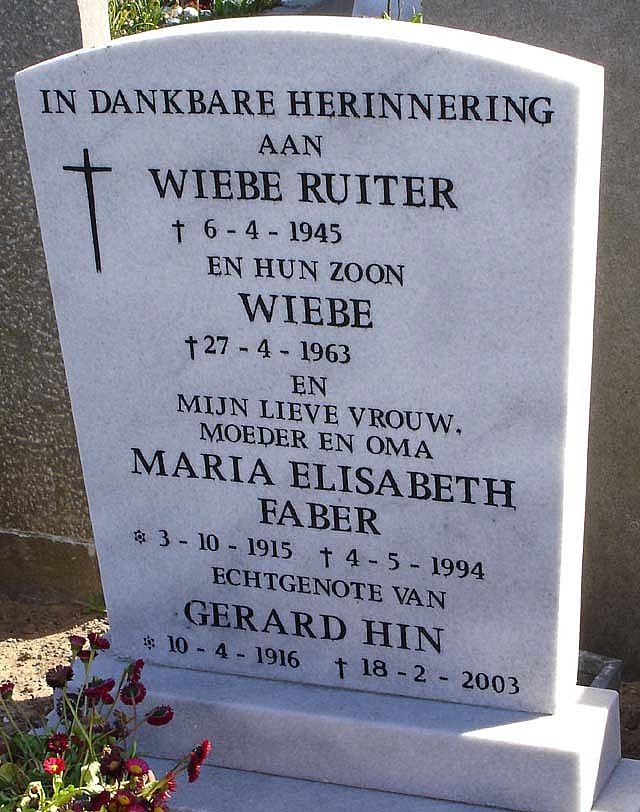 IN DANKBARE HERINNERING
AAN
WIEBE RUITER
† 6 - 4 - 1945
EN HUN ZOON
WIEBE
† 27 - 4 - 1963
EN
MIJN LIEVE VROUW,
MOEDER EN OMA
MARIA ELISABETH
FABER
* 3 - 10 - 1915 † 4 - 5 - 1994
ECHTGENOTE VAN
GERARD HIN
* 10 - 4 - 1916 † 18 - 2 - 2003